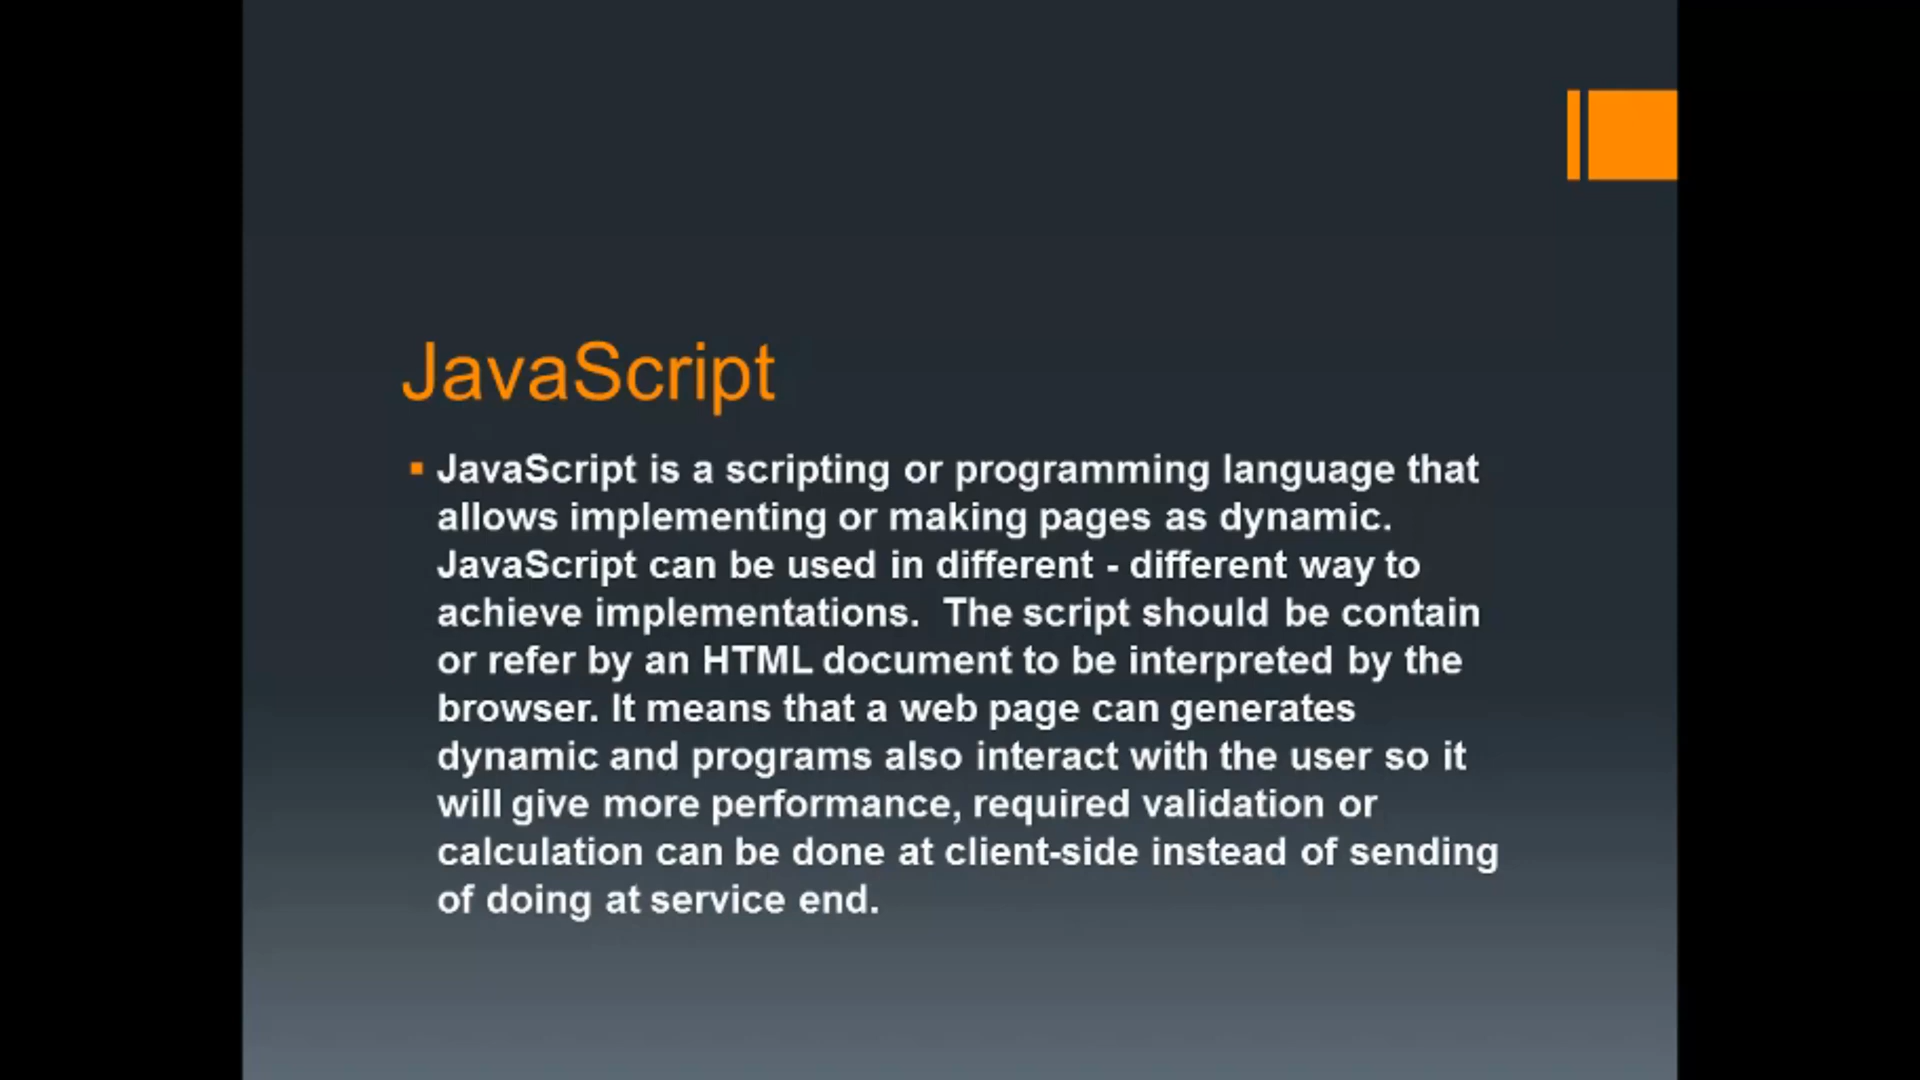 JavaScript
JavaScript is a scripting or programming language that
allows implementing or making pages as dynamic.
JavaScript can be used in different - different way to
achieve implementations.  The script should be contain
or refer by an HTML document to be interpreted by the
browser. It means that a web page can generates
dynamic and programs also interact with the user so it
will give more performance, required validation or
calculation can be done at client-side instead of sending
of doing at service end.